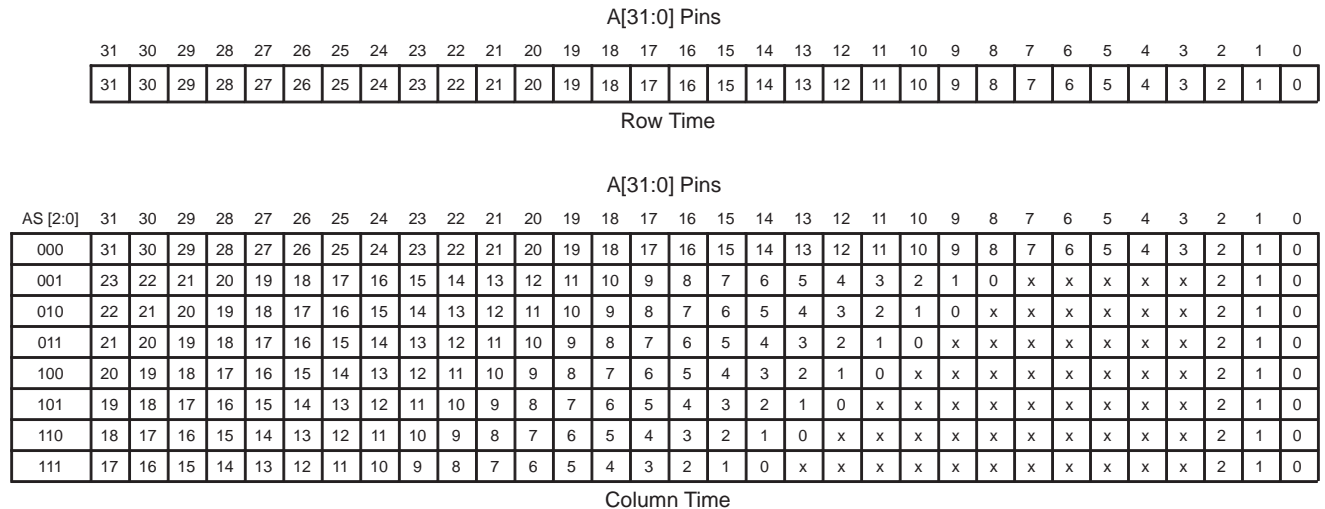 A[31:0] Pins
31 30 29 28 27 26 25 24 23 22 21 20 19 18 17 16 15 14 13 12 11 10 9 8 7 6 5 4 3 2 1 0
31 30 29 28 27 26 25 24 23 22 21 20 19 18 17 16 15 14 13 12 11 10 9 8 7 6 5 4 3 2 1 0
Row Time
A[31:0] Pins
AS [2:0] 31 30 29 28 27 26 25 24 23 22 21 20 19 18 17 16 15 14 13 12 11 10 9 8 7 6 5 4 3 2 1 0
000 31 30 29 28 27 26 25 24 23 22 21 20 19 18 17 16 15 14 13 12 11 10 9 8 7 6 5 4 3 2 1 0
001 23 22 21 20 19 18 17 16 15 14 13 12 11 10 9 8 7 6 5 4 3 2 1 0 x x x x x 2 1 0
010 22 21 20 19 18 17 16 15 14 13 12 11 10 9 8 7 6 5 4 3 2 1 0 x x x x x x 2 1 0
011 21 20 19 18 17 16 15 14 13 12 11 10 9 8 7 6 5 4 3 2 1 0 x x x x x x x 2 1 0
100 20 19 18 17 16 15 14 13 12 11 10 9 8 7 6 5 4 3 2 1 0 x x x x x x x x 2 1 0
101 19 18 17 16 15 14 13 12 11 10 9 8 7 6 5 4 3 2 1 0 x x x x x x x x x 2 1 0
110 18 17 16 15 14 13 12 11 10 9 8 7 6 5 4 3 2 1 0 x x x x x x x x x x 2 1 0
111 17 16 15 14 13 12 11 10 9 8 7 6 5 4 3 2 1 0 x x x x x x x x x x x 2 1 0
Column Time